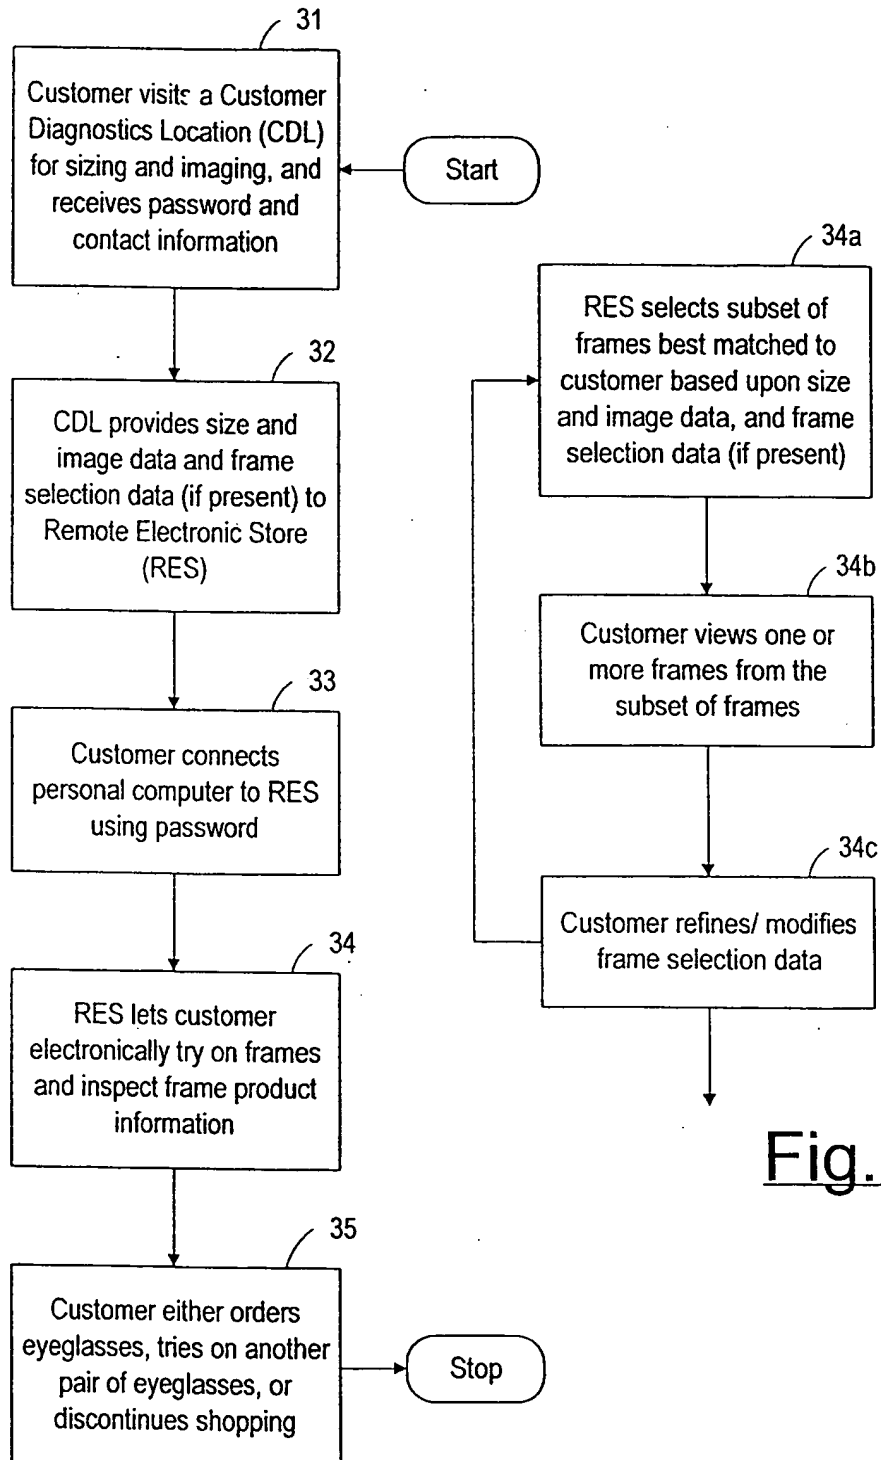 31
Customer visits a Customer
Diagnostics Location (CDL)
for sizing and imaging, and
receives password and
contact information
Start
32
CDL provides size and
image data and frame
selection data (if present) to
Remote Electronic Store
(RES)
33
Customer connects
personal computer to RES
using password
34
RES lets customer
electronically try on frames
and inspect frame product
information
35
Customer either orders
eyeglasses, tries on another
pair of eyeglasses, or
discontinues shopping
Stop
34a
RES selects subset of
frames best matched to
customer based upon size
and image data, and frame
selection data (if present)
34b
Customer views one or
more frames from the
subset of frames
34c
Customer refines/ modifies
frame selection data
Fig.